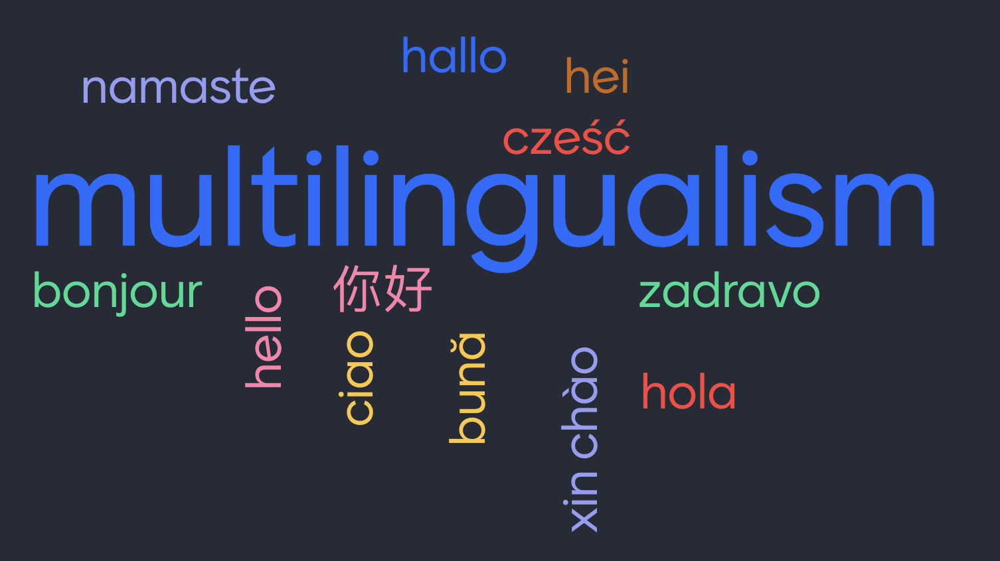 hallo
hei
namaste
cześć
multilingualism
bonjour
hello
你好
zadravo
ciao
bună
xin chào
hola